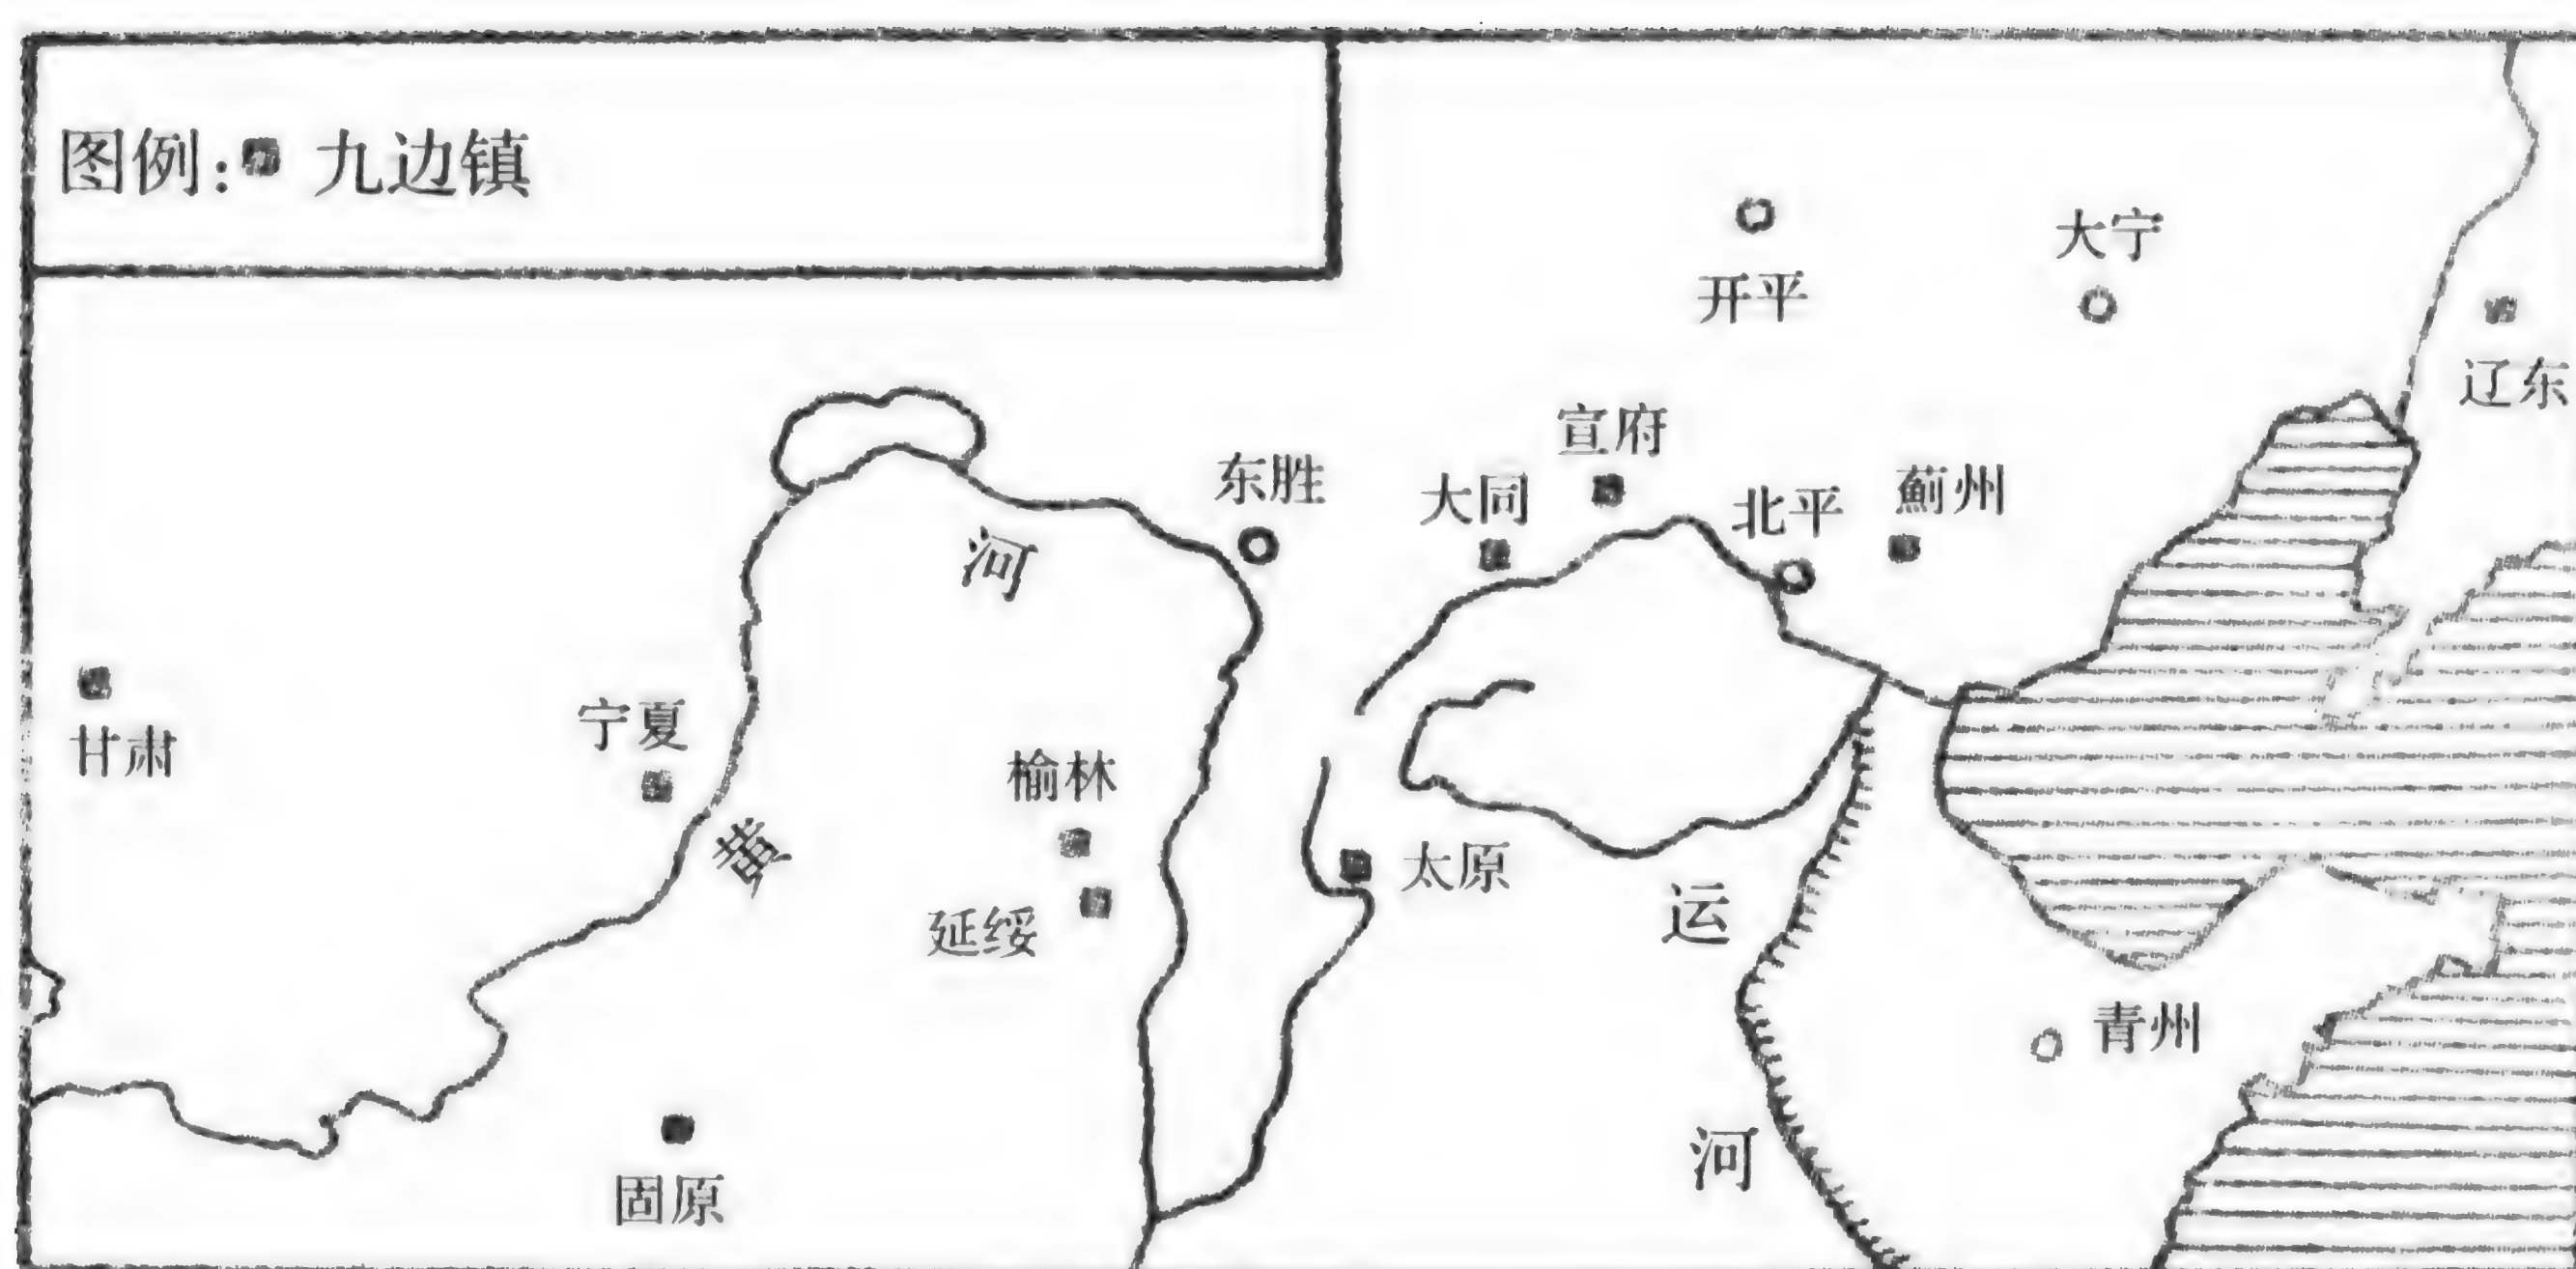 图例: 九边镇
开平
大宁
辽东
宣府
东胜
大同
北平
蓟州
河
甘肃
宁夏
榆林
黄
太原
延绥
运
青州
河
固原